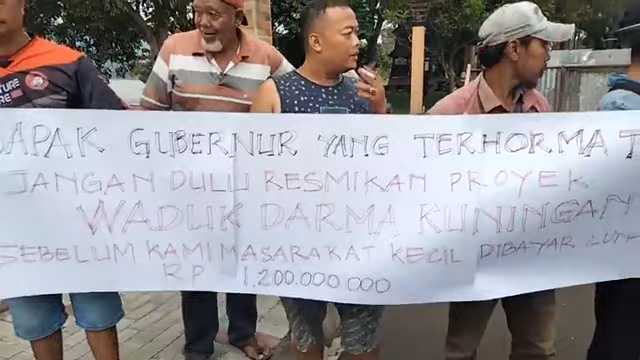 BAPAK GUBERNUR YANG TERHORMAT
JANGAN DULU RESMIKAN PROYEK
WADUK DARMA KUNINGAN
SEBELUM KAMI MASARAKAT KECIL DIBAYAR
RP 1.200.000.000